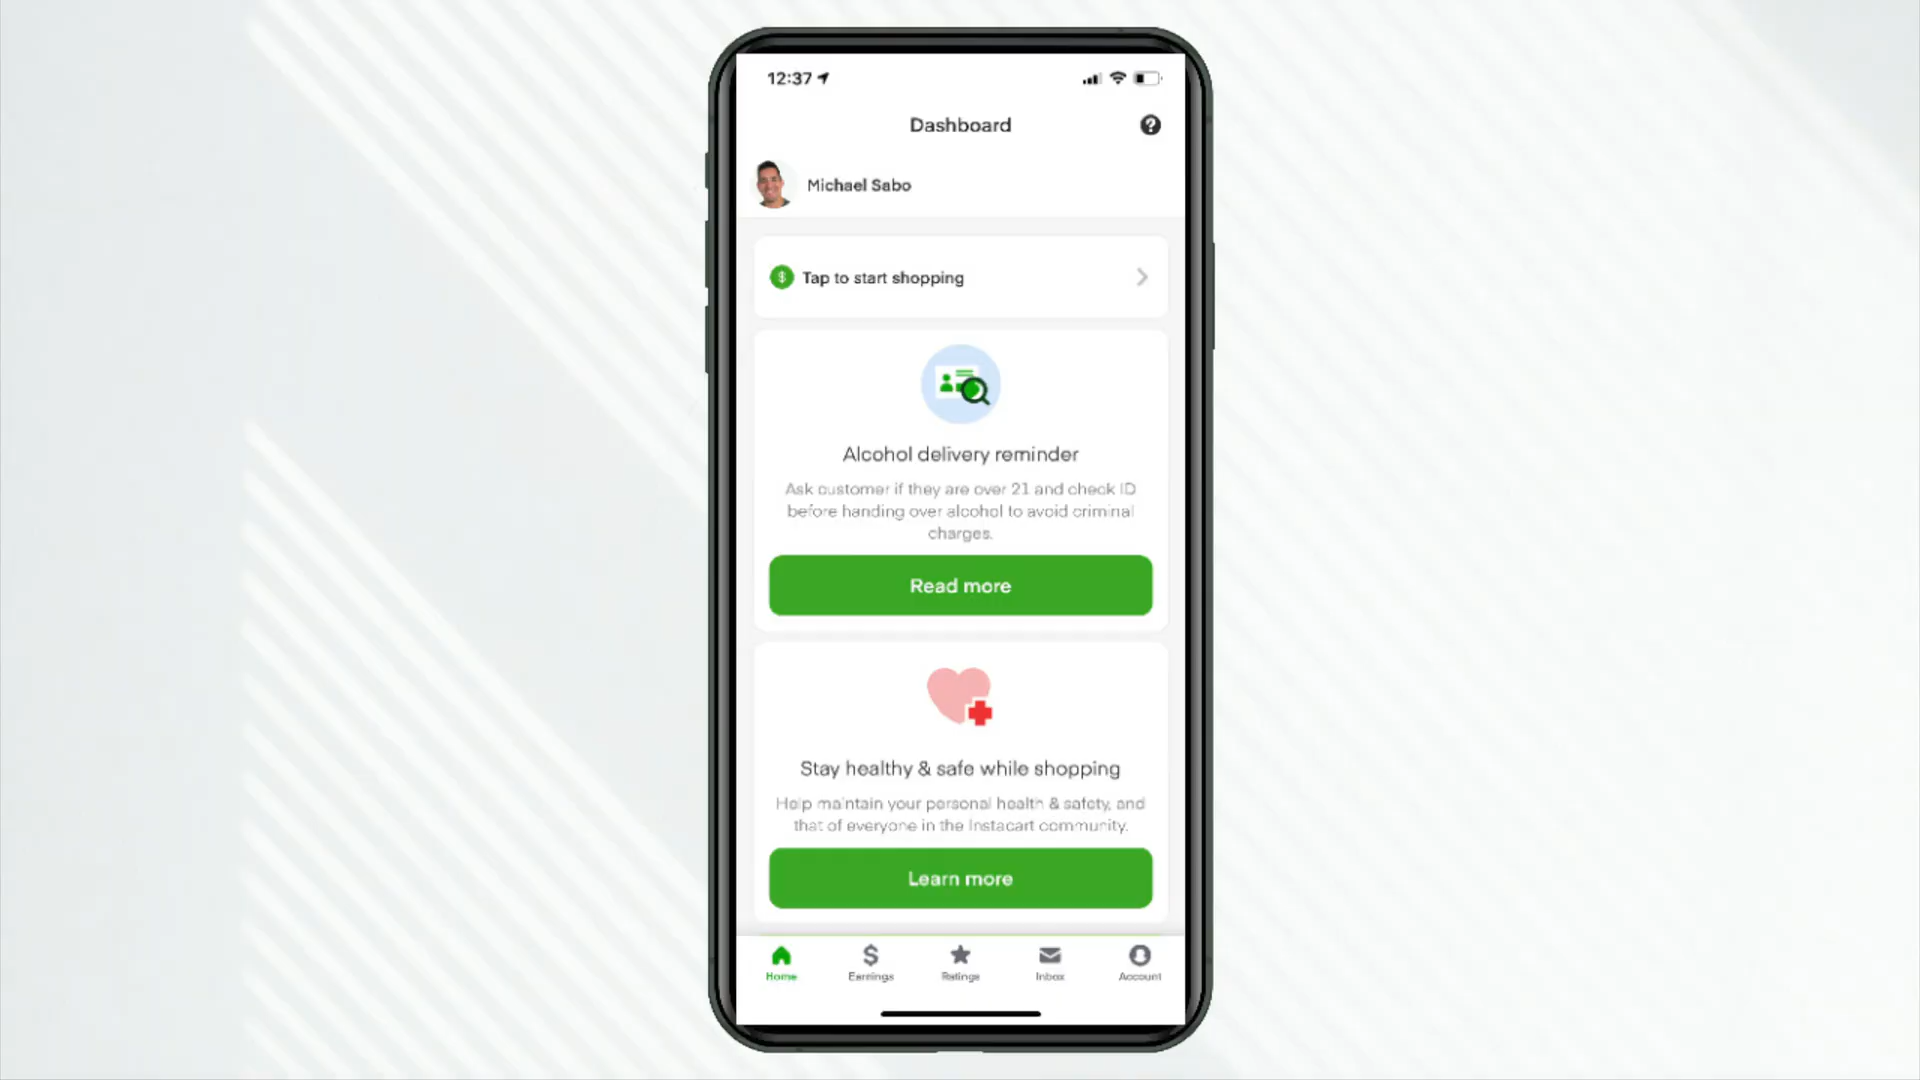 12:37
Dashboard
Michael Sabo
Tap to start shopping
Alcohol delivery reminder
Ask customer if they are over 21 and check ID
before handing over alcohol to avoid criminal
charges.
Read more
Stay healthy & safe while shopping
Help maintain your personal health & safety, and
that of everyone in the Instacart community.
Learn more
Home
Earnings
Ratings
Inbox
Account